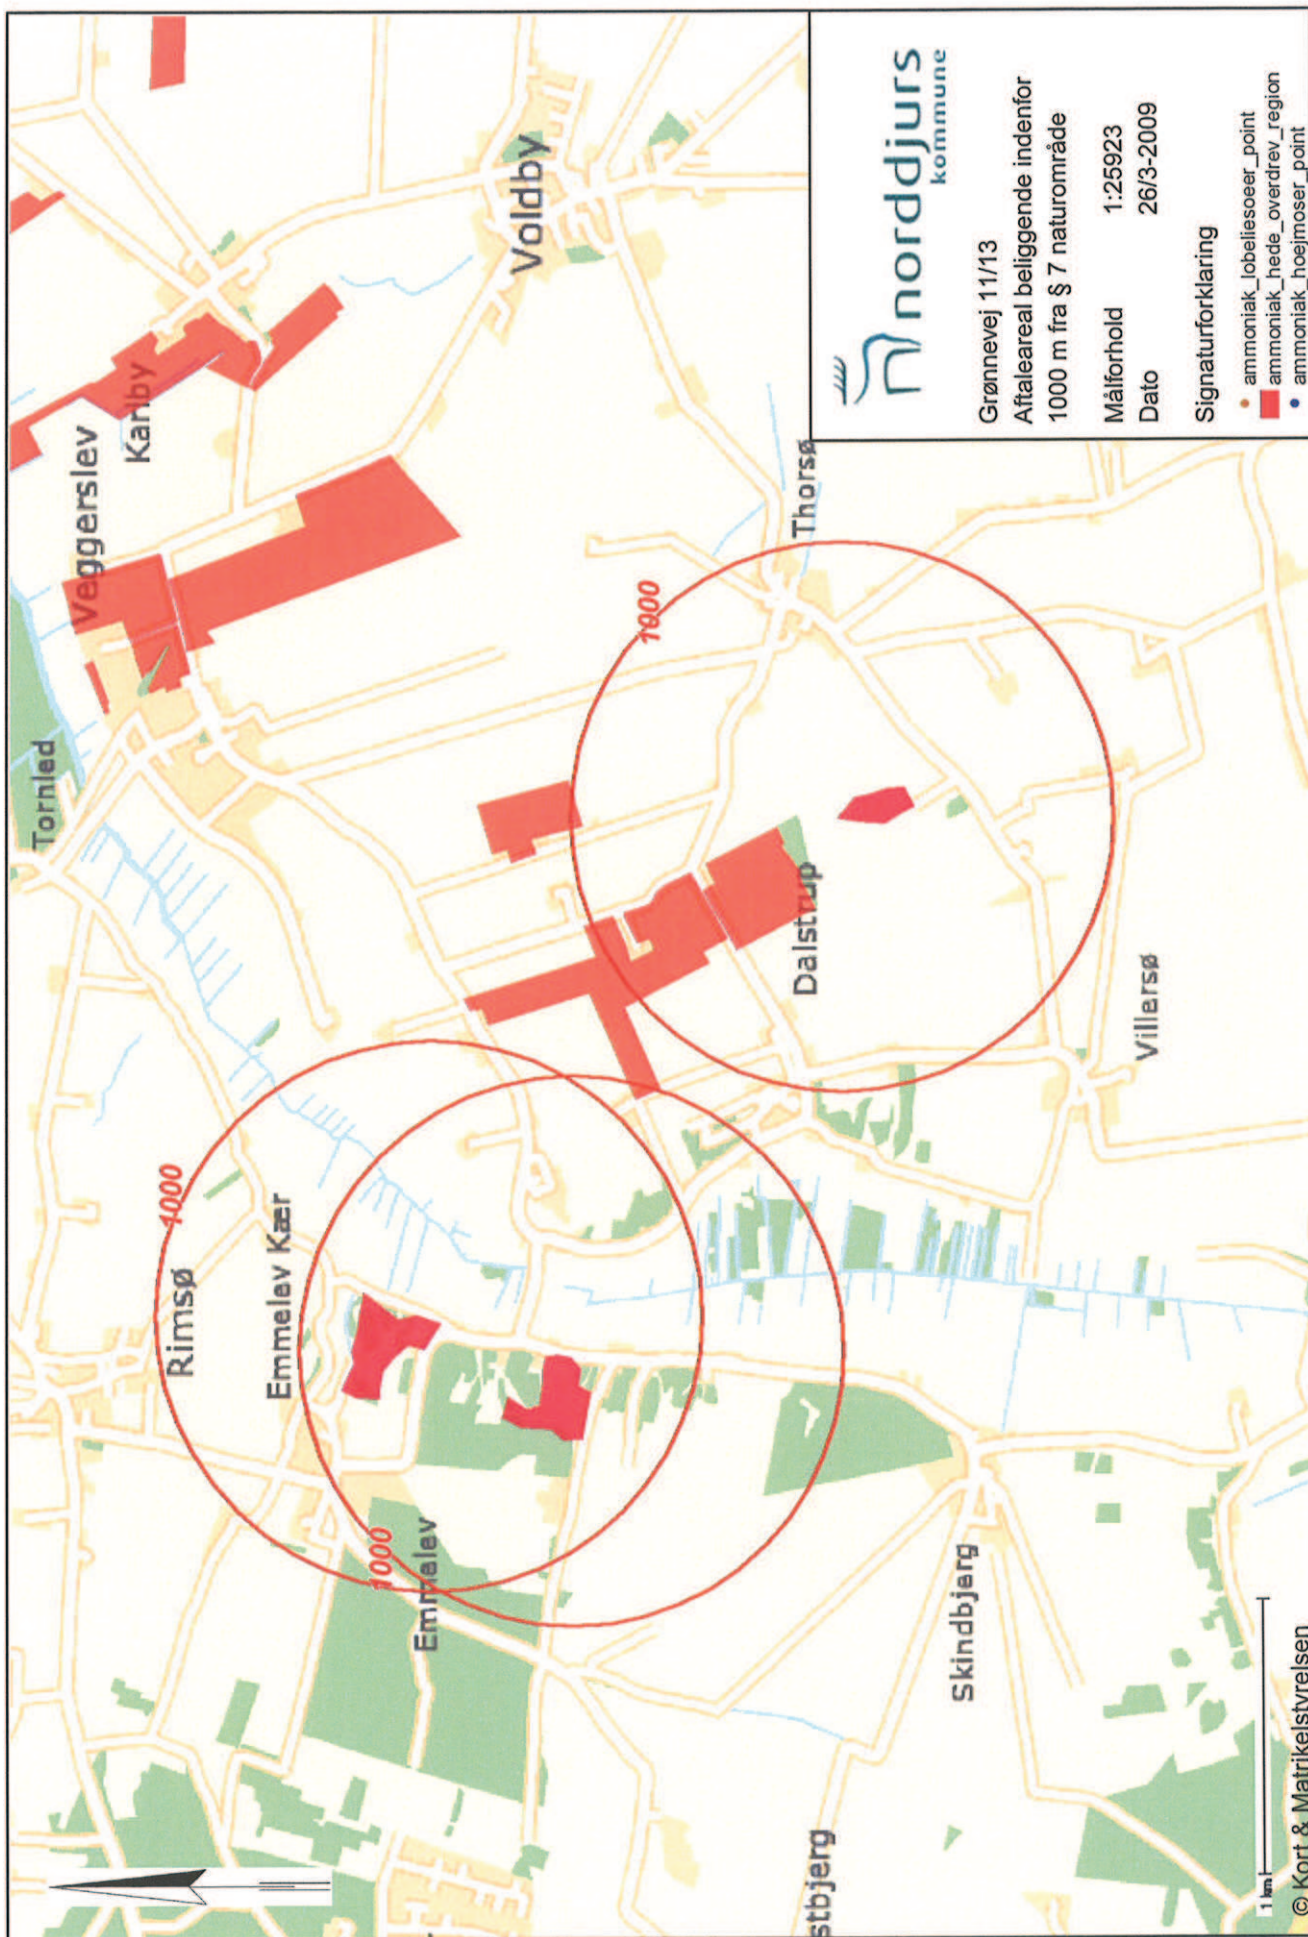 Tornled
Veggerslev
Karlby
Rimsø
1000
Emmelev Kær
Voldby
1000
Emmelev
1000
Dalstrup
Thorsø
Villersø
Skindbjerg
stbjerg
1 km
© Kort & Matrikelstyrelsen
norddjurs
kommune
Grønnevej 11/13
Aftaleareal beliggende indenfor
1000 m fra § 7 naturområde
Målforhold 1:25923
Dato 26/3-2009
Signaturforklaring
ammoniak_lobeliesoeer_point
ammoniak_hede_overdrev_region
ammoniak_hoejmoser_point